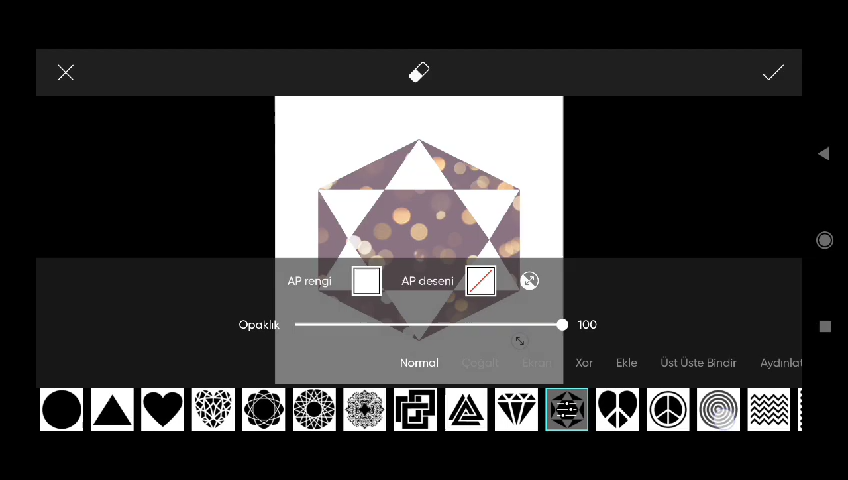 AP rengi AP deseni
Opaklık 100
Normal Çoğalt Ekran Xor Ekle Üst Üste Bindir Aydınlat